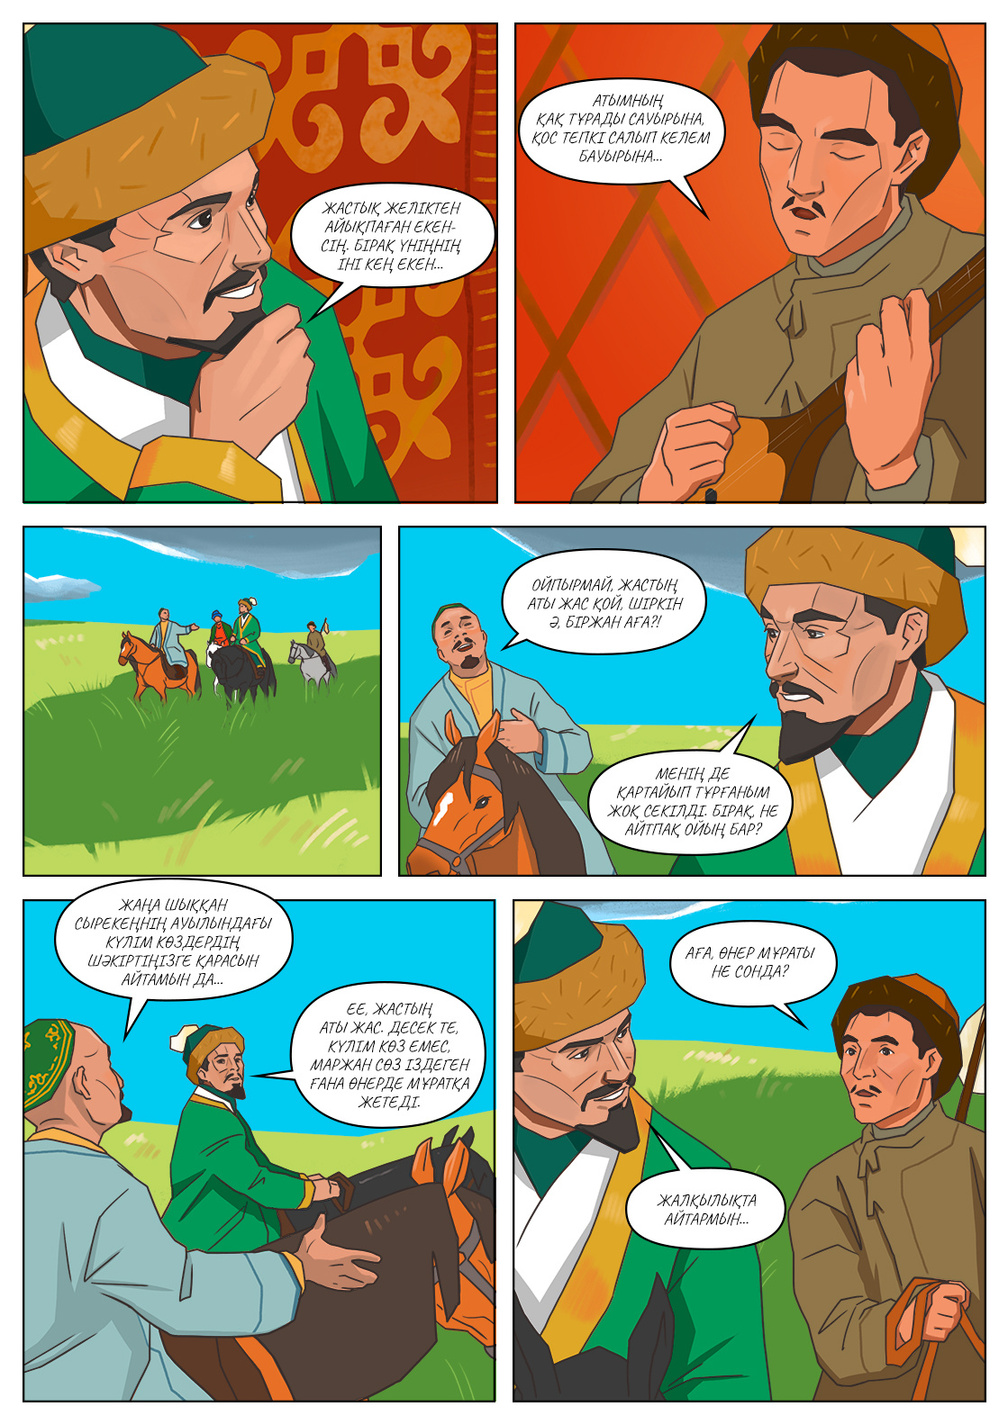 ЖАСТЫҚ ЖЕЛІКТЕН
АЙЫҚПАҒАН ЕКЕН-
СІҢ. БІРАҚ ҮНІҢНІҢ
ІНІ КЕҢ ЕКЕН...
АТЫМНЫҢ
ҚАҚ ТҰРАДЫ САУЫРЫНА,
ҚОС ТЕПКІ САЛЫП КЕЛЕМ
БАУЫРЫНА...
ОЙПЫРМАЙ, ЖАСТЫҢ
АТЫ ЖАС ҚОЙ, ШІРКІН
Ә, БІРЖАН АҒА?!
МЕНІҢ ДЕ
ҚАРТАЙЫП ТҰРҒАНЫМ
ЖОҚ СЕКІЛДІ. БІРАҚ, НЕ
АЙТПАҚ ОЙЫҢ БАР?
ЖАҢА ШЫҚҚАН
СЫРЕКЕҢНІҢ АУЫЛЫНДАҒЫ
КҮЛІМ КӨЗДЕРДІҢ
ШӘКІРТІҢІЗГЕ ҚАРАСЫН
АЙТАМЫН ДА...
ЕЕ, ЖАСТЫҢ
АТЫ ЖАС. ДЕСЕК ТЕ,
КҮЛІМ КӨЗ ЕМЕС,
МАРЖАН СӨЗ ІЗДЕГЕН
ҒАНА ӨНЕРДЕ МҰРАТҚА
ЖЕТЕДІ.
АҒА, ӨНЕР МҰРАТЫ
НЕ СОНДА?
ЖАЛҚЫЛЫҚТА
АЙТАРМЫН...